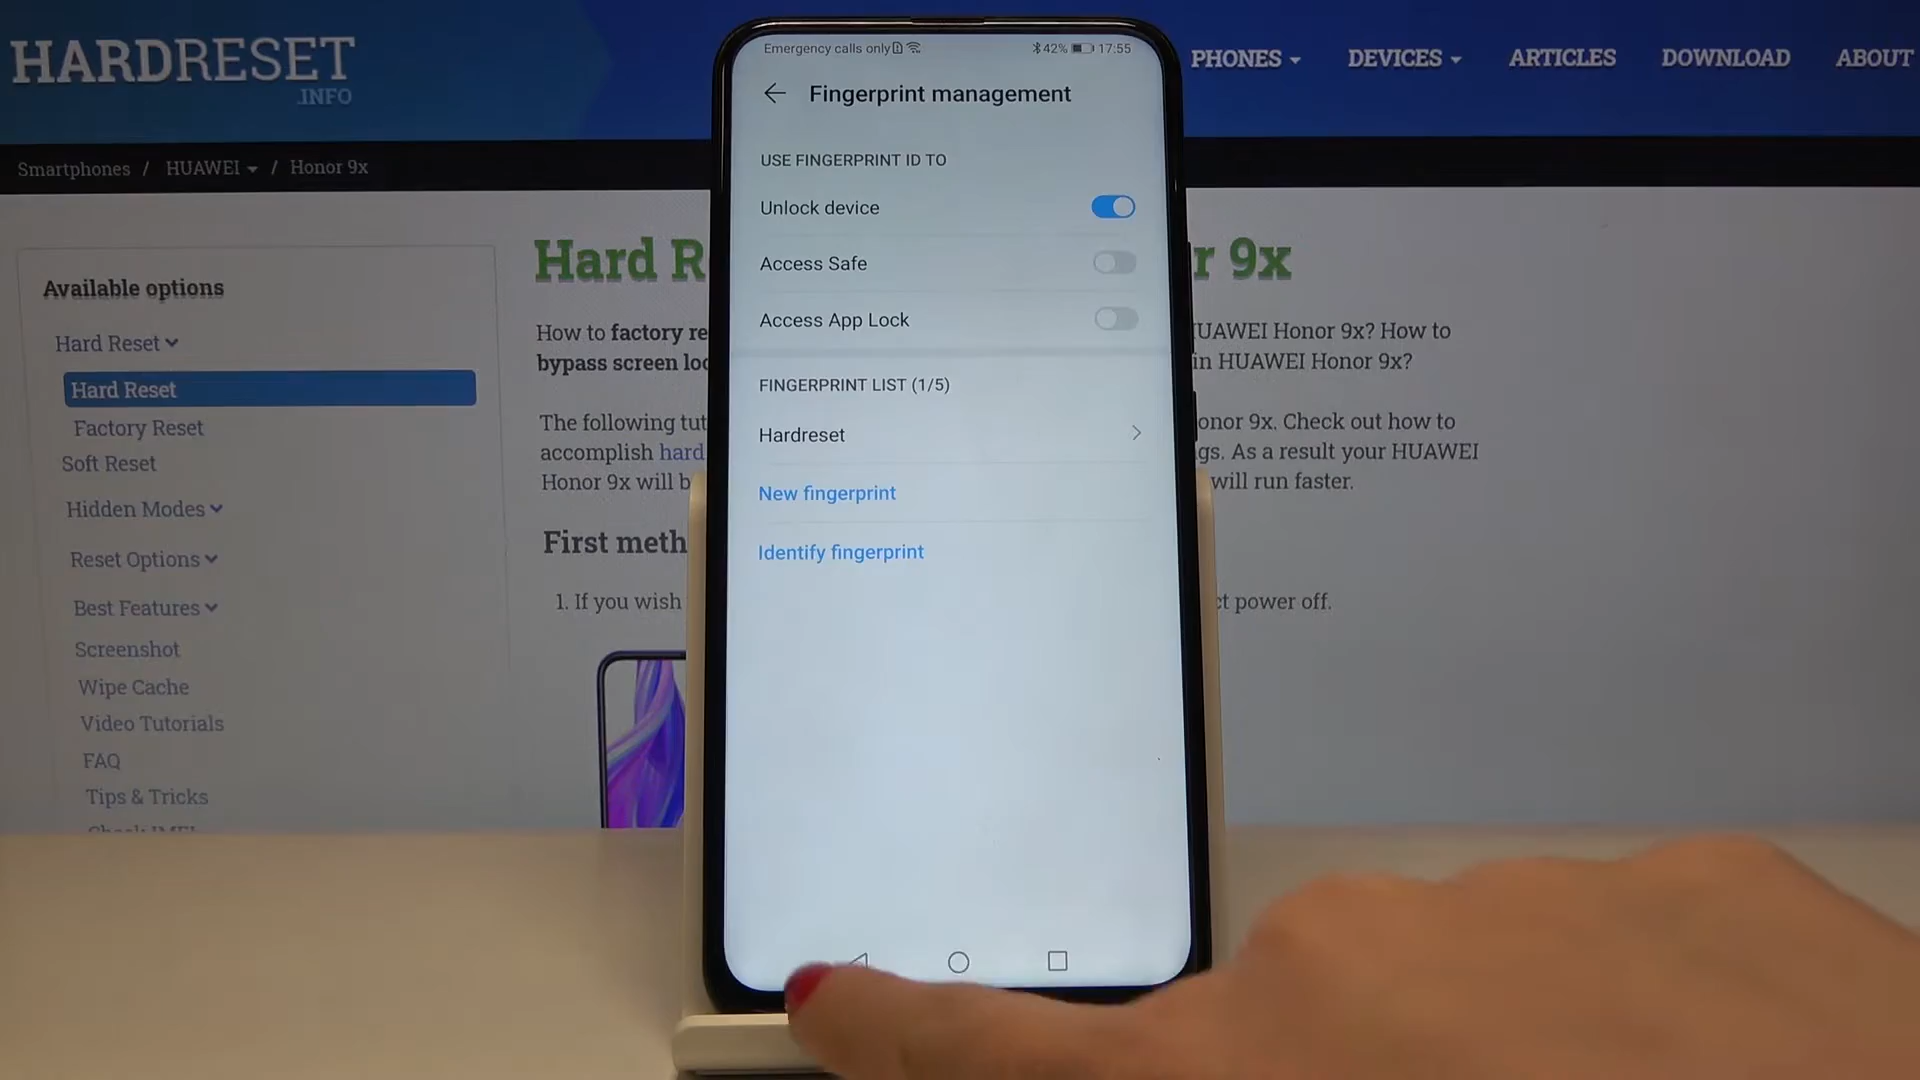 HARDRESET
.INFO
PHONES
DEVICES
ARTICLES
DOWNLOAD
ABOUT
Smartphones / HUAWEI / Honor 9x
Available options
Hard Reset
Hard Reset
Factory Reset
Soft Reset
Hidden Modes
Reset Options
Best Features
Screenshot
Wipe Cache
Video Tutorials
FAQ
Tips & Tricks
Hard R
r 9x
How to factory re
HUAWEI Honor 9x? How to
bypass screen loc
in HUAWEI Honor 9x?
The following tut
onor 9x. Check out how to
accomplish hard
gs. As a result your HUAWEI
Honor 9x will b
will run faster.
First meth
1. If you wish
ct power off.
Emergency calls only
42% 17:55
Fingerprint management
USE FINGERPRINT ID TO
Unlock device
Access Safe
Access App Lock
FINGERPRINT LIST (1/5)
Hardreset
New fingerprint
Identify fingerprint